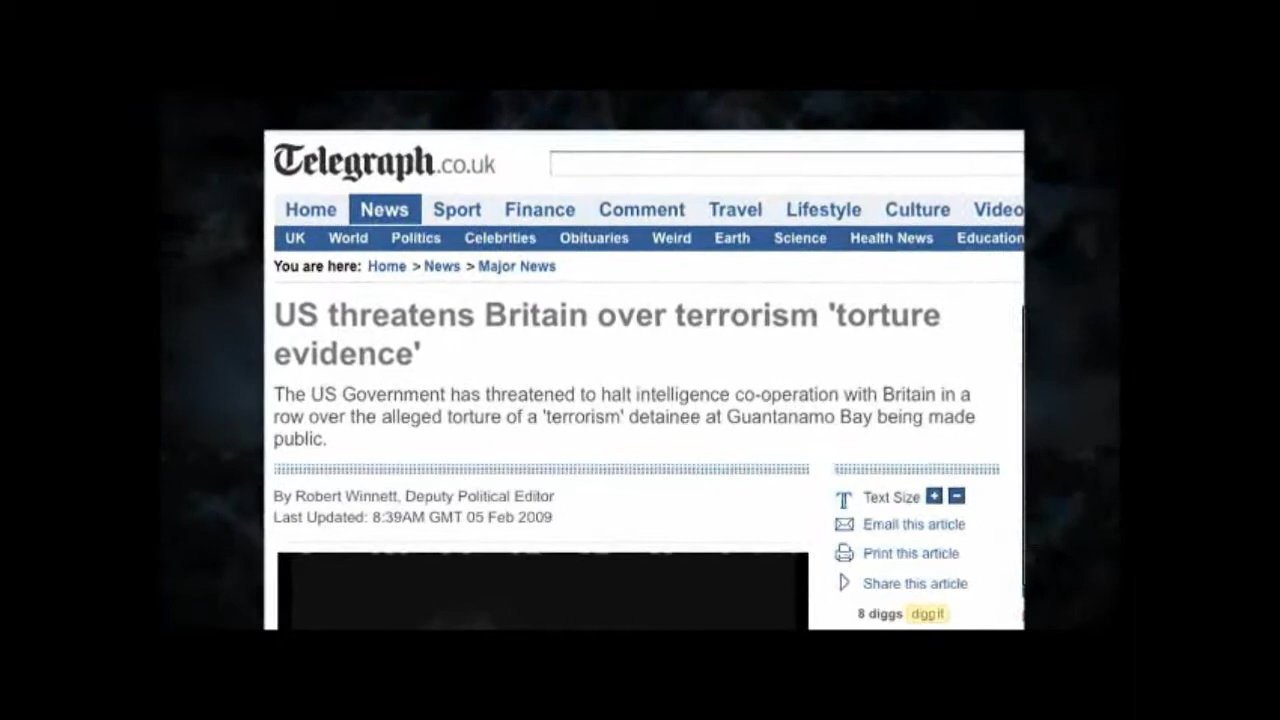 Telegraph.co.uk
Home News Sport Finance Comment Travel Lifestyle Culture Video
UK World Politics Celebrities Obituaries Weird Earth Science Health News Education
You are here: Home > News > Major News
US threatens Britain over terrorism 'torture
evidence'
The US Government has threatened to halt intelligence co-operation with Britain in a
row over the alleged torture of a 'terrorism' detainee at Guantanamo Bay being made
public.
By Robert Winnett, Deputy Political Editor
Last Updated: 8:39AM GMT 05 Feb 2009
T Text Size + -
Email this article
Print this article
Share this article
8 diggs digg it